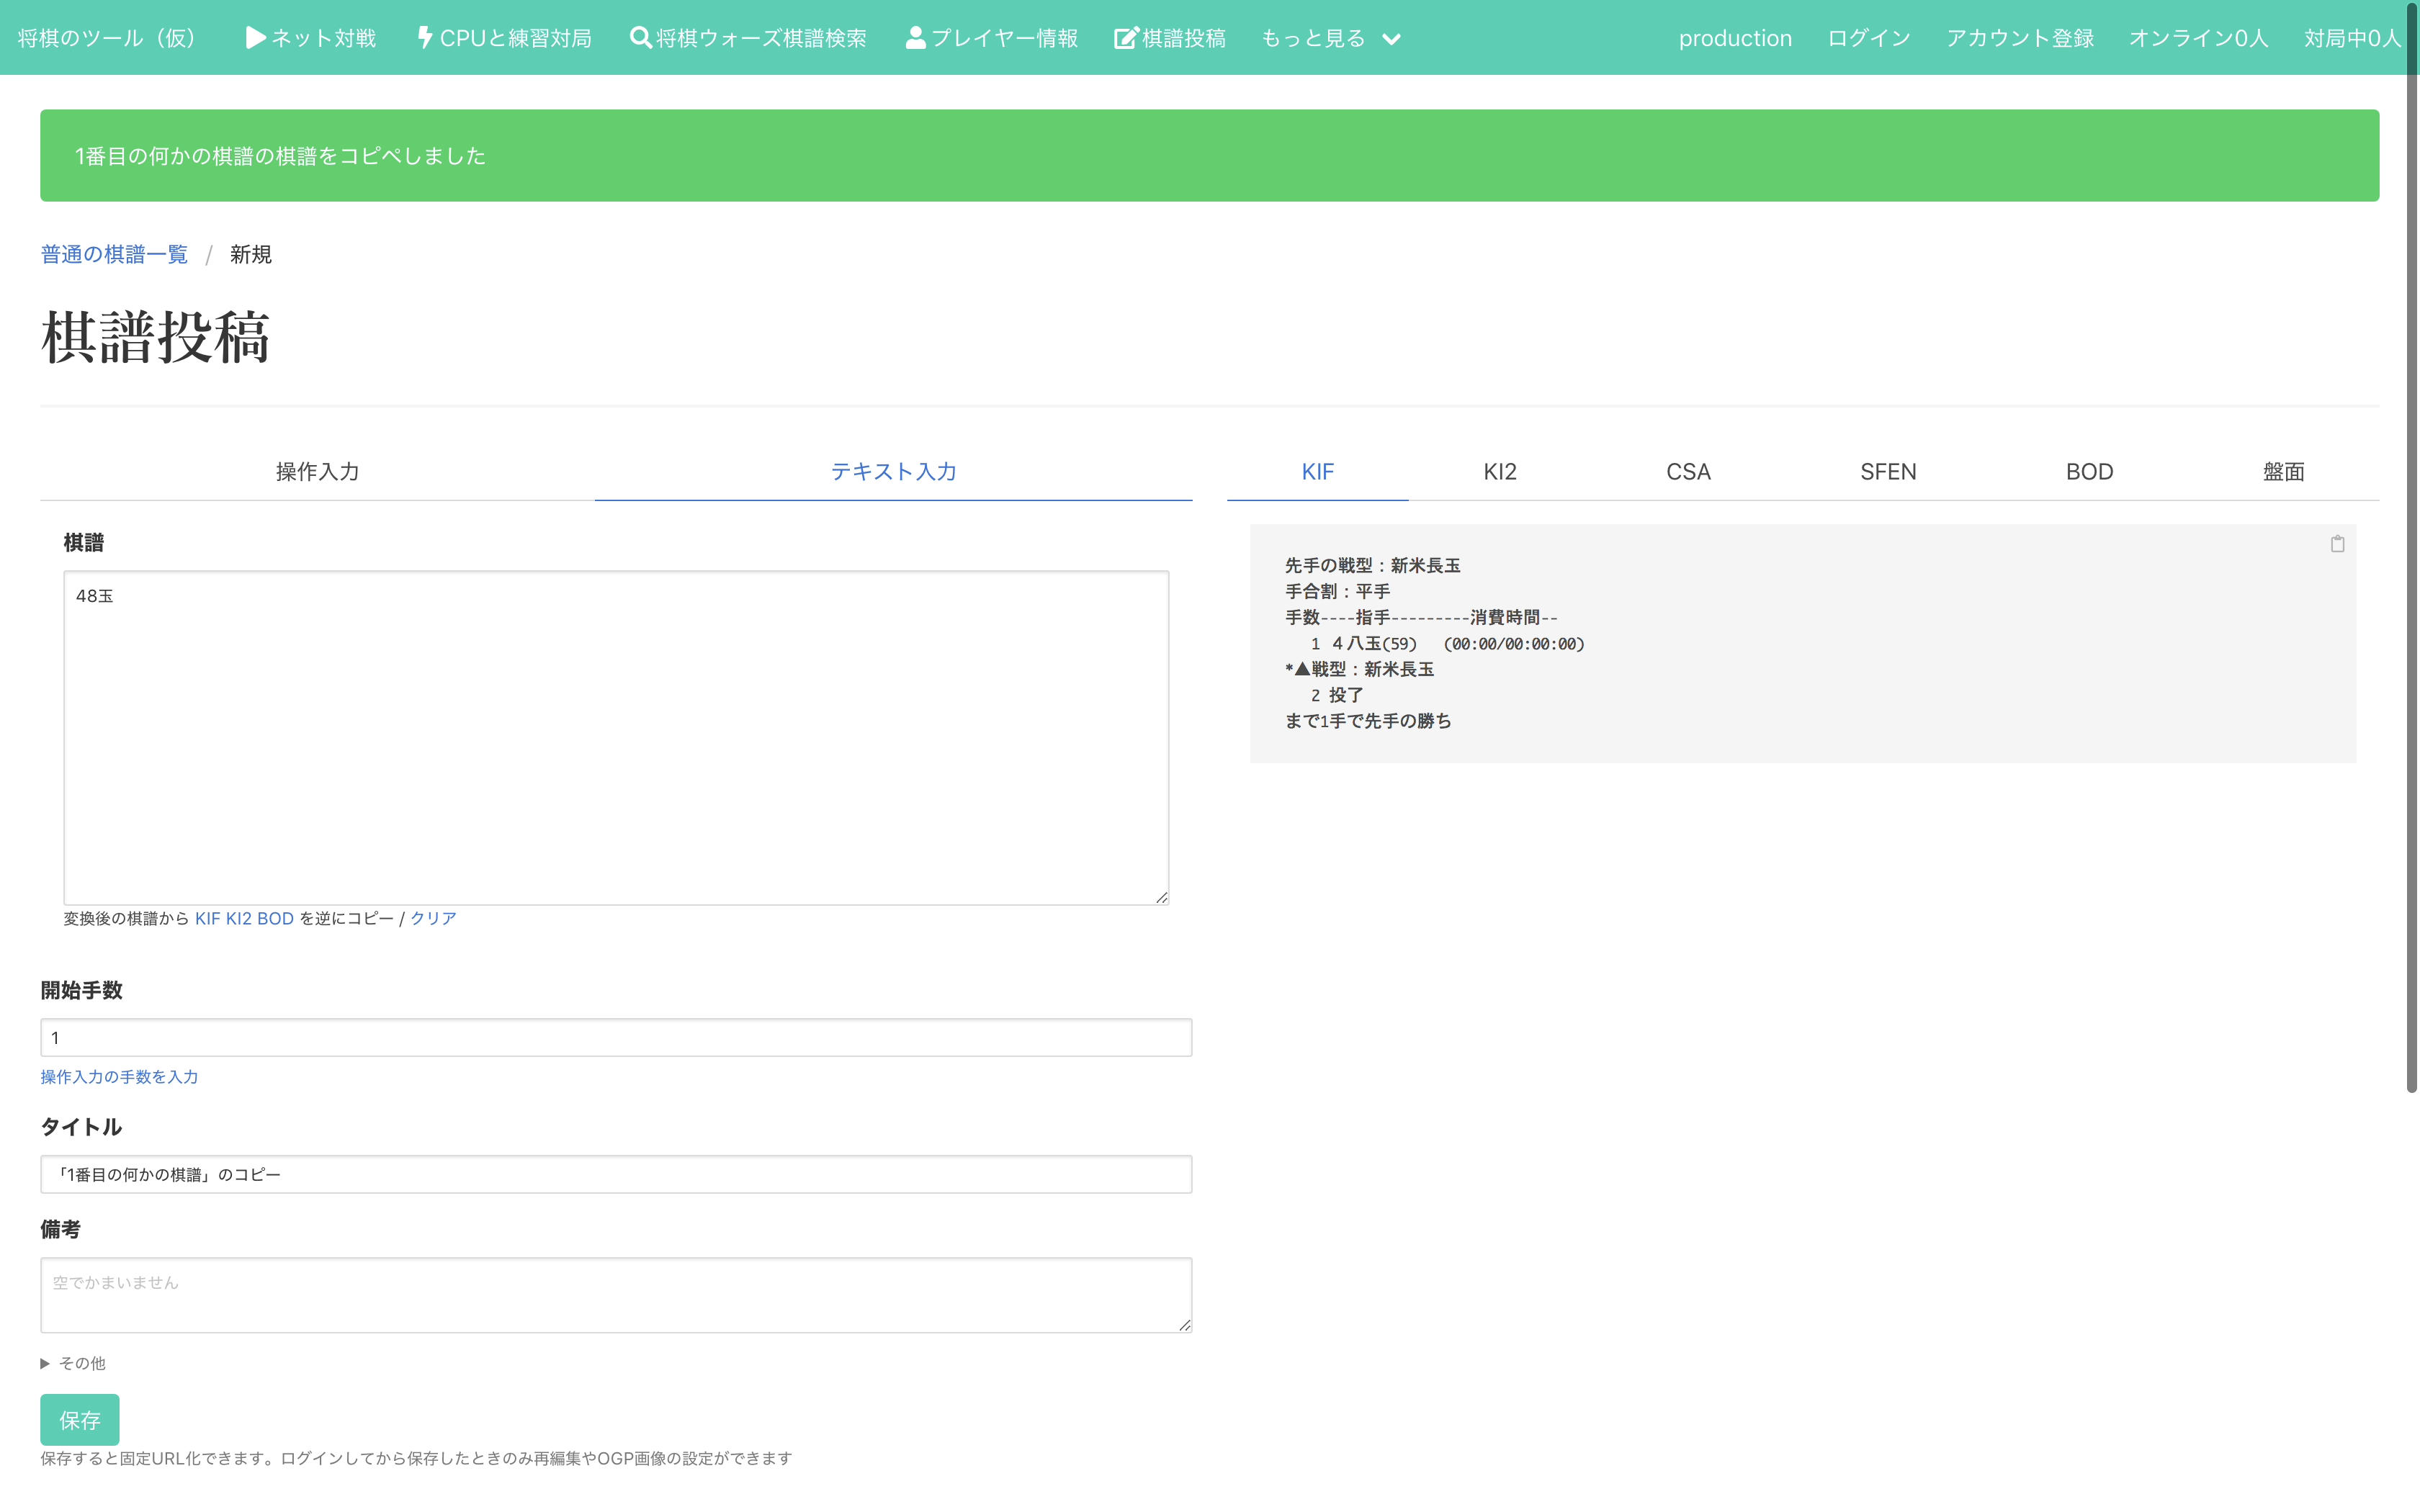 将棋のツール（仮） ネット対戦 CPUと練習対局 将棋ウォーズ棋譜検索 プレイヤー情報 棋譜投稿 もっと見る production ログイン アカウント登録 オンライン0人 対局中0人
1番目の何かの棋譜の棋譜をコピペしました
普通の棋譜一覧 / 新規
棋譜投稿
操作入力 テキスト入力
棋譜
48玉
変換後の棋譜から KIF KI2 BOD を逆にコピー / クリア
開始手数
1
操作入力の手数を入力
タイトル
「1番目の何かの棋譜」のコピー
備考
空でかまいません
▶ その他
保存
保存すると固定URL化できます。ログインしてから保存したときのみ再編集やOGP画像の設定ができます
KIF KI2 CSA SFEN BOD 盤面
先手の戦型：新米長玉
手合割：平手
手数----指手---------消費時間--
1 ４八玉(59) (00:00/00:00:00)
*▲戦型：新米長玉
2 投了
まで1手で先手の勝ち